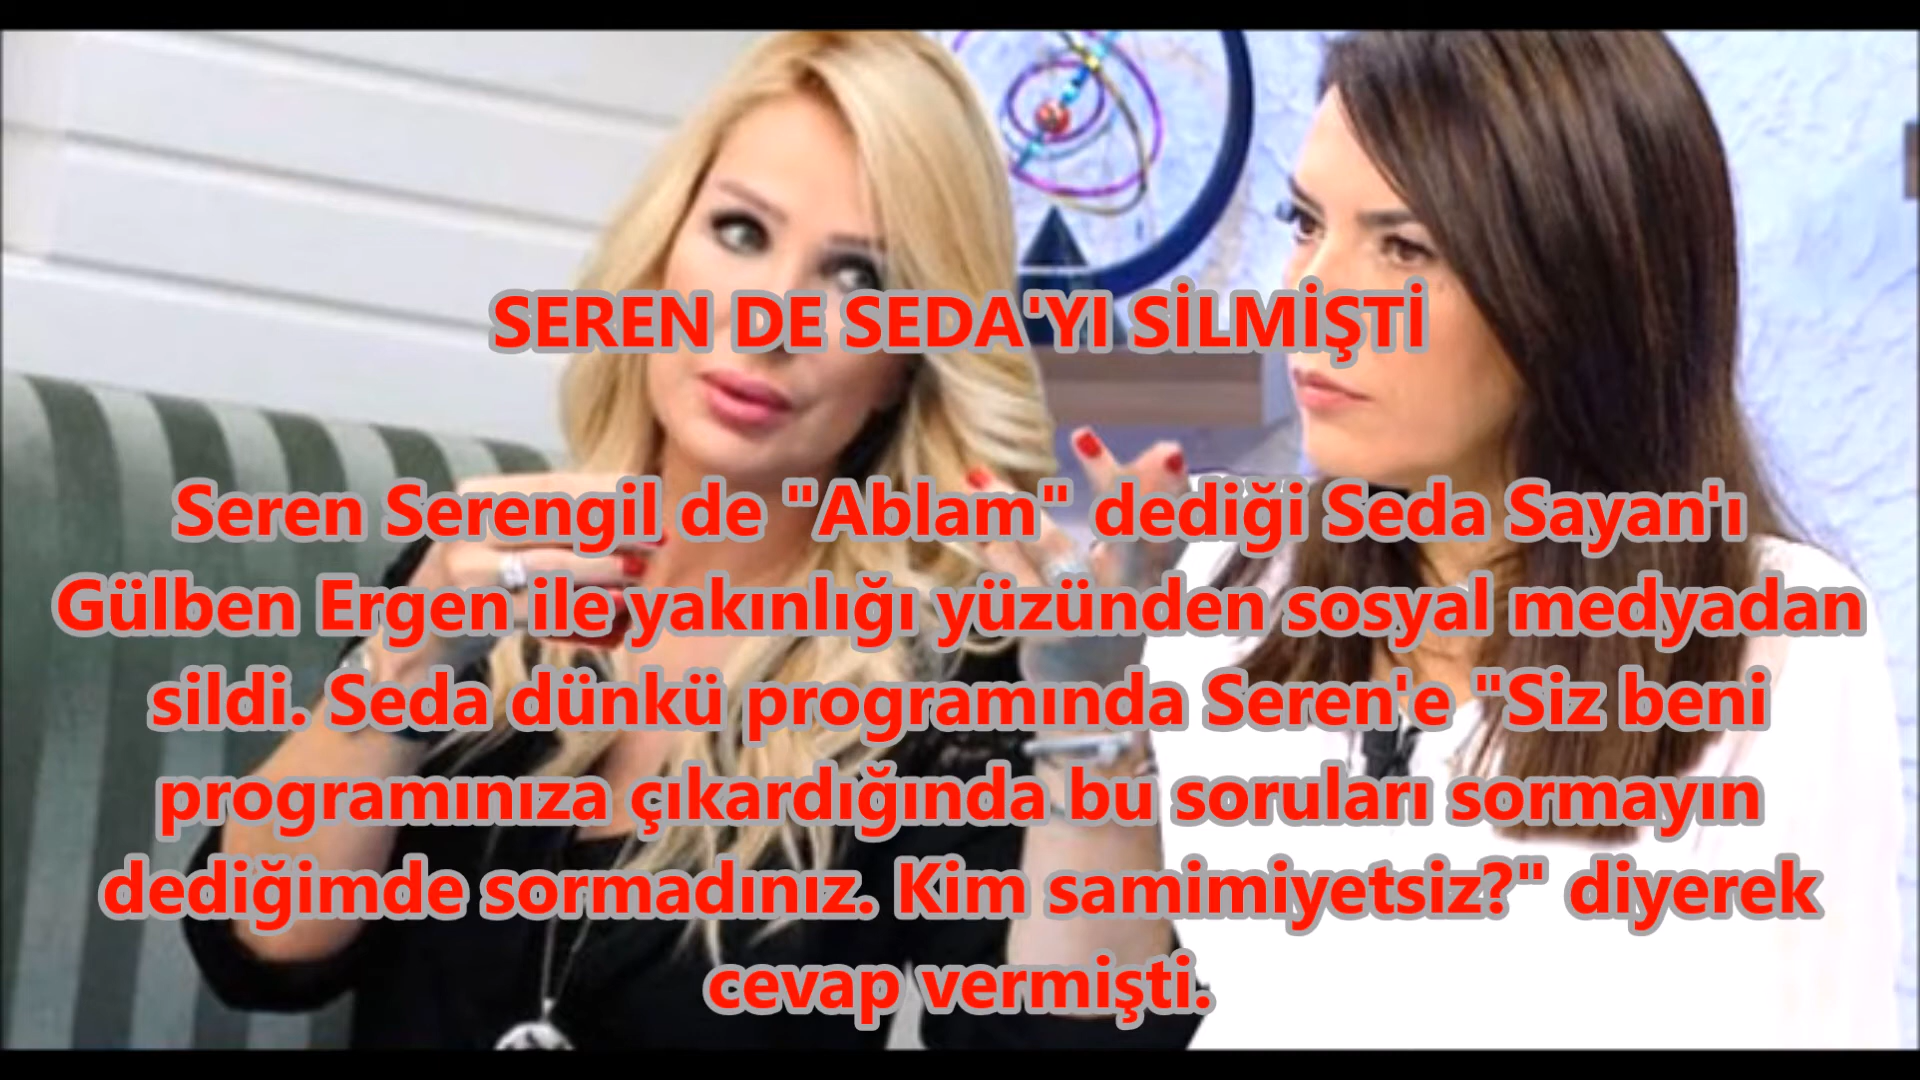 SEREN DE SEDA'YI SİLMİŞTİ
Seren Serengil de "Ablam" dediği Seda Sayan'ı
Gülben Ergen ile yakınlığı yüzünden sosyal medyadan
sildi. Seda dünkü programında Seren'e "Siz beni
programınıza çıkardığında bu soruları sormayın
dediğimde sormadınız. Kim samimiyetsiz?" diyerek
cevap vermişti.